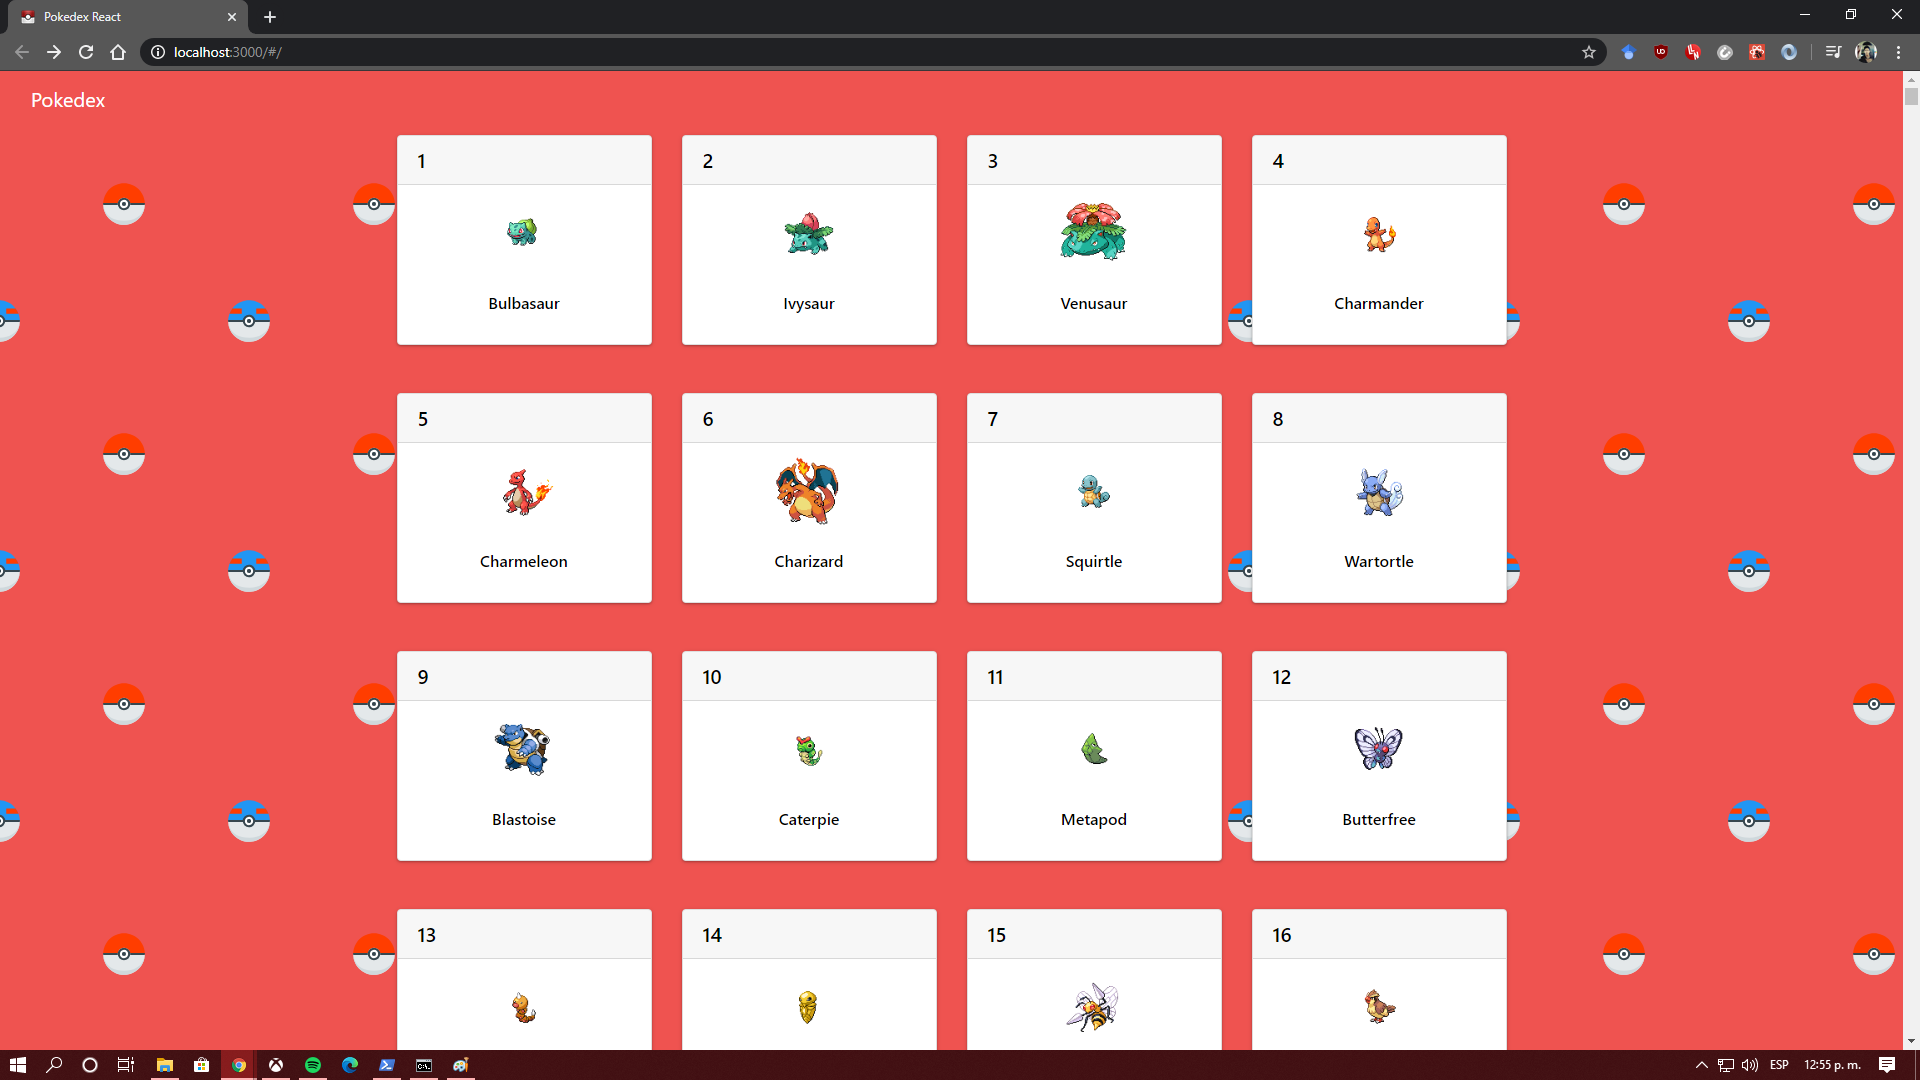 Pokedex React
localhost:3000/#/
Pokedex
1
2
3
4
Bulbasaur
Ivysaur
Venusaur
Charmander
5
6
7
8
Charmeleon
Charizard
Squirtle
Wartortle
9
10
11
12
Blastoise
Caterpie
Metapod
Butterfree
13
14
15
16
ESP
12:55 p. m.